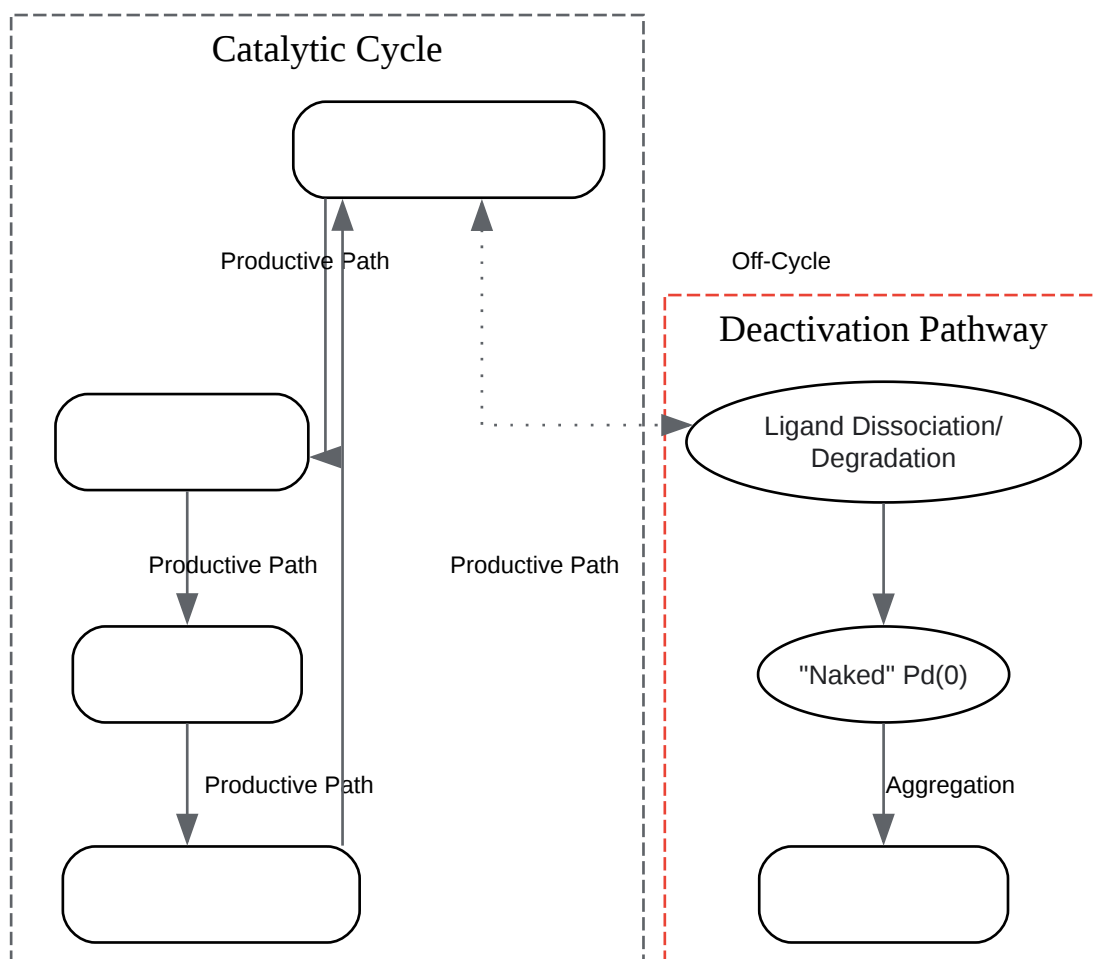 Catalytic Cycle
Productive Path
Off-Cycle
Deactivation Pathway
Ligand Dissociation/
Degradation
Productive Path
Productive Path
"Naked" Pd(0)
Productive Path
Aggregation